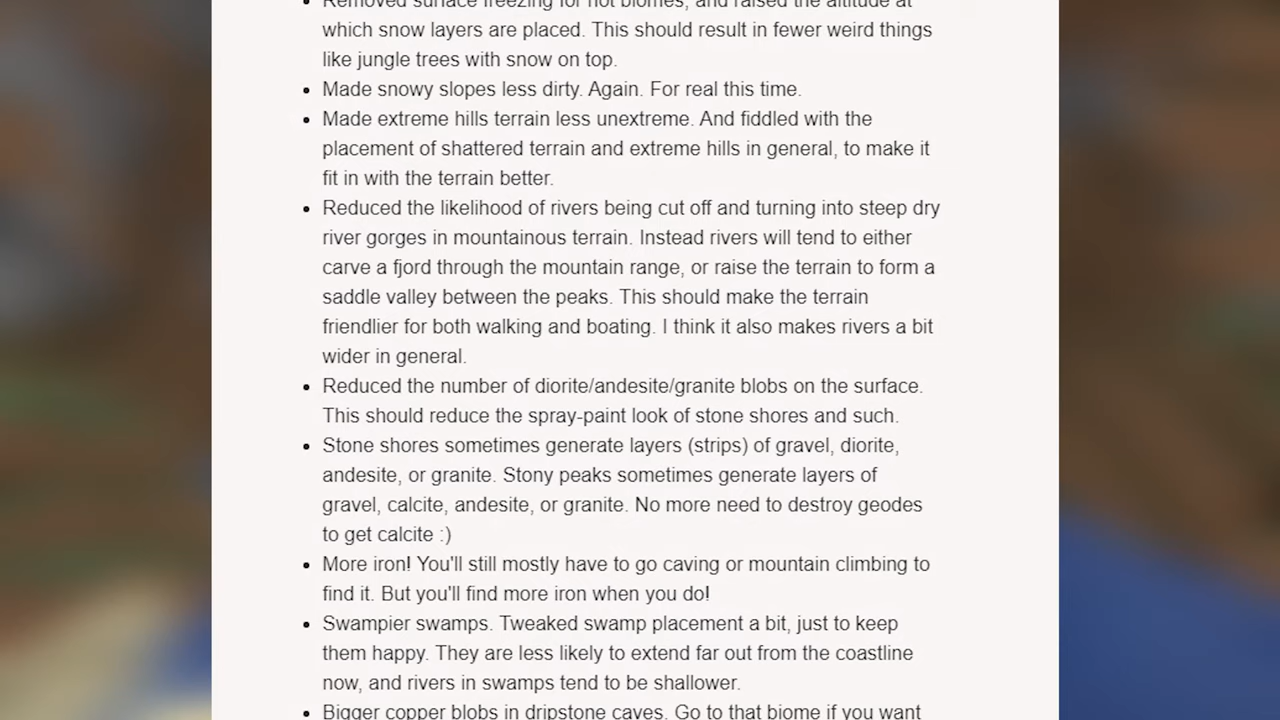 Removed surface freezing for hot biomes, and raised the altitude at
which snow layers are placed. This should result in fewer weird things
like jungle trees with snow on top.
• Made snowy slopes less dirty. Again. For real this time.
• Made extreme hills terrain less unextreme. And fiddled with the
placement of shattered terrain and extreme hills in general, to make it
fit in with the terrain better.
• Reduced the likelihood of rivers being cut off and turning into steep dry
river gorges in mountainous terrain. Instead rivers will tend to either
carve a fjord through the mountain range, or raise the terrain to form a
saddle valley between the peaks. This should make the terrain
friendlier for both walking and boating. I think it also makes rivers a bit
wider in general.
• Reduced the number of diorite/andesite/granite blobs on the surface.
This should reduce the spray-paint look of stone shores and such.
• Stone shores sometimes generate layers (strips) of gravel, diorite,
andesite, or granite. Stony peaks sometimes generate layers of
gravel, calcite, andesite, or granite. No more need to destroy geodes
to get calcite :)
• More iron! You'll still mostly have to go caving or mountain climbing to
find it. But you'll find more iron when you do!
• Swampier swamps. Tweaked swamp placement a bit, just to keep
them happy. They are less likely to extend far out from the coastline
now, and rivers in swamps tend to be shallower.
• Bigger copper blobs in dripstone caves. Go to that biome if you want